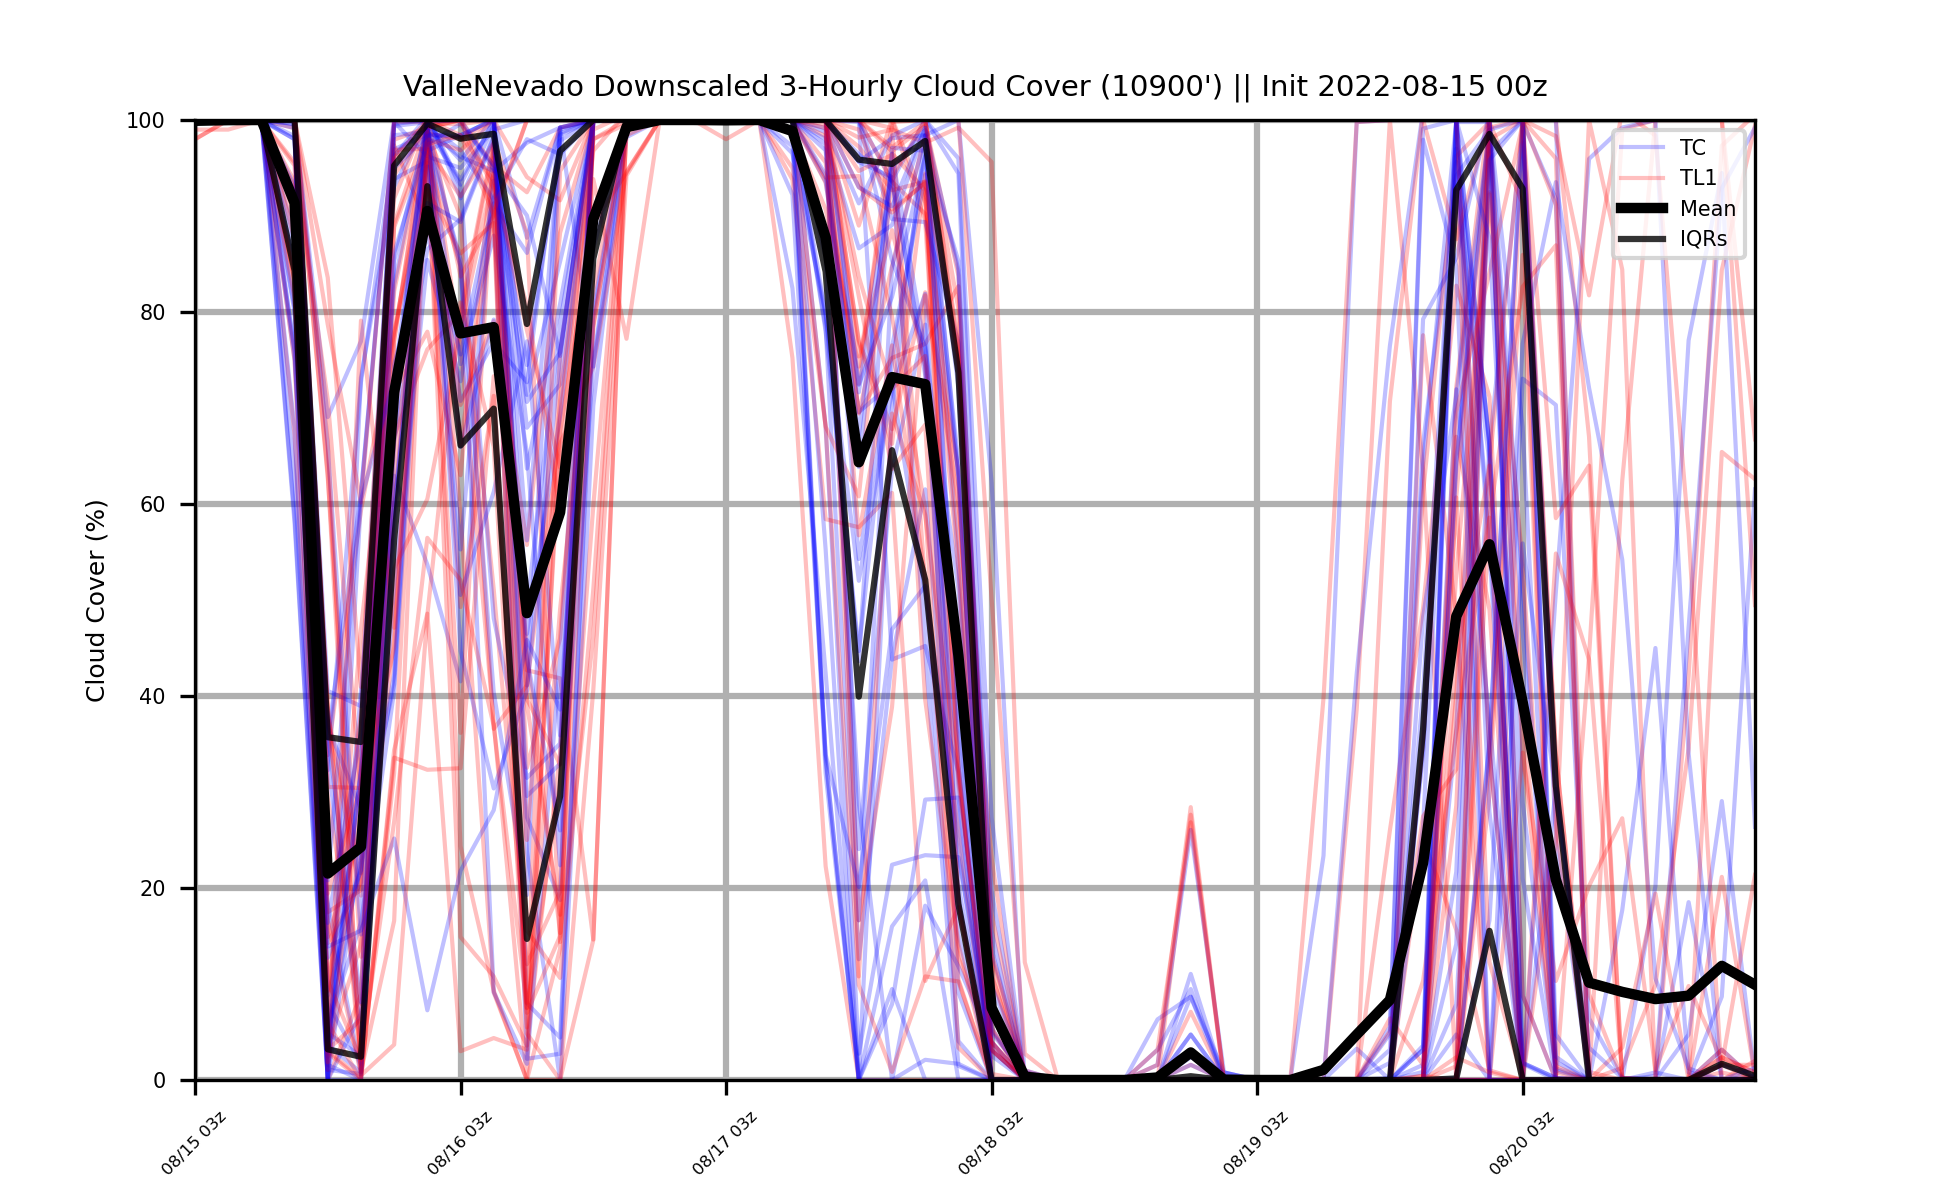 ValleNevado Downscaled 3-Hourly Cloud Cover (10900') || Init 2022-08-15 00z
TC
TL1
Mean
IQRs
Cloud Cover (%)
100
80
60
40
20
0
08/15 03z
08/16 03z
08/17 03z
08/18 03z
08/19 03z
08/20 03z